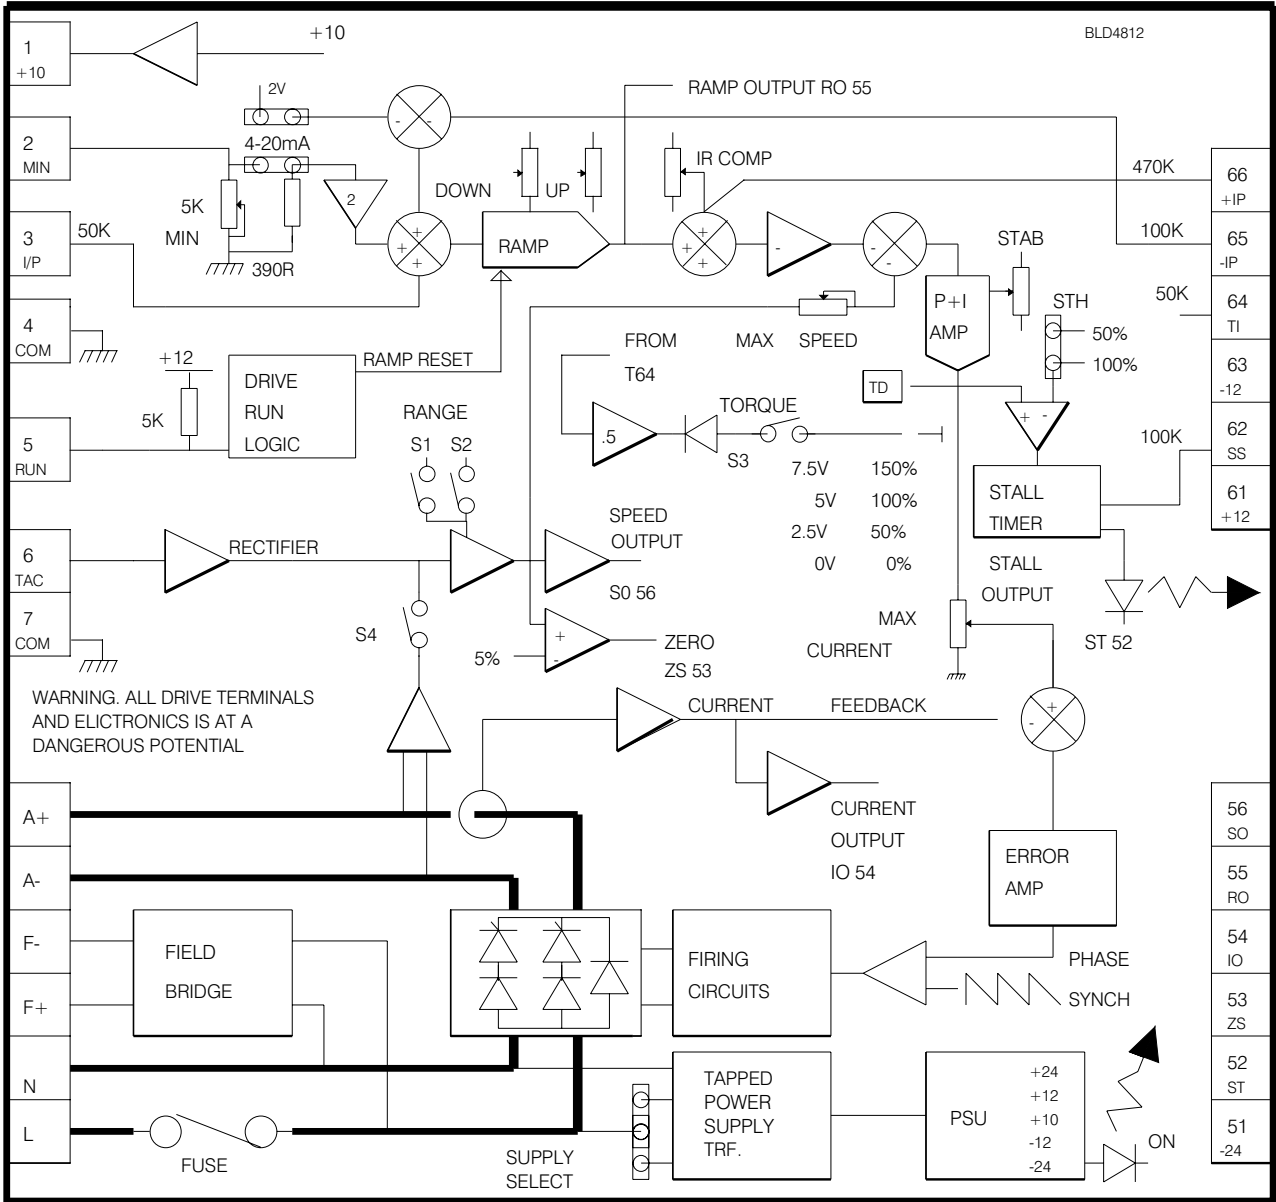 BLD4812
1
+10
+10
2V
RAMP OUTPUT RO 55
2
MIN
4-20mA
5K
MIN
390R
2
DOWN
UP
IR COMP
470K
66
+IP
3
I/P
50K
+
+
+
-
-
RAMP
+
+
+
-
-
-
100K
65
-IP
STAB
4
COM
P+I
AMP
STH
50%
100%
50K
64
TI
+12
5K
DRIVE
RUN
LOGIC
RAMP RESET
FROM
T64
MAX SPEED
TD
+ -
63
-12
5
RUN
RANGE
S1 S2
.5
TORQUE
S3
7.5V 150%
5V 100%
2.5V 50%
0V 0%
100K
62
SS
STALL
TIMER
61
+12
6
TAC
RECTIFIER
SPEED
OUTPUT
S0 56
STALL
OUTPUT
ST 52
7
COM
S4
5%
+
-
ZERO
ZS 53
MAX
CURRENT
WARNING. ALL DRIVE TERMINALS
AND ELICTRONICS IS AT A
DANGEROUS POTENTIAL
CURRENT FEEDBACK
+
-
A+
CURRENT
OUTPUT
IO 54
56
SO
A-
ERROR
AMP
55
RO
F-
FIELD
BRIDGE
FIRING
CIRCUITS
PHASE
SYNCH
54
IO
F+
53
ZS
N
TAPPED
POWER
SUPPLY
TRF.
PSU
+24
+12
+10
-12
-24
52
ST
L
FUSE
SUPPLY
SELECT
ON
51
-24